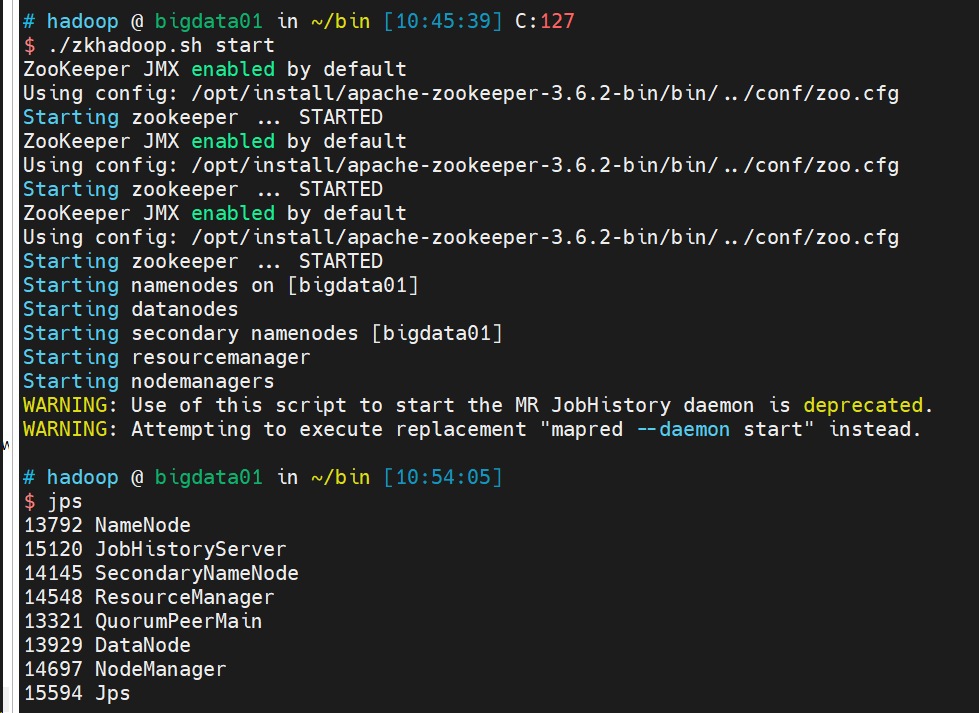 # hadoop @ bigdata01 in ~/bin [10:45:39] C:127
$ ./zkhadoop.sh start
ZooKeeper JMX enabled by default
Using config: /opt/install/apache-zookeeper-3.6.2-bin/bin/../conf/zoo.cfg
Starting zookeeper ... STARTED
ZooKeeper JMX enabled by default
Using config: /opt/install/apache-zookeeper-3.6.2-bin/bin/../conf/zoo.cfg
Starting zookeeper ... STARTED
ZooKeeper JMX enabled by default
Using config: /opt/install/apache-zookeeper-3.6.2-bin/bin/../conf/zoo.cfg
Starting zookeeper ... STARTED
Starting namenodes on [bigdata01]
Starting datanodes
Starting secondary namenodes [bigdata01]
Starting resourcemanager
Starting nodemanagers
WARNING: Use of this script to start the MR JobHistory daemon is deprecated.
WARNING: Attempting to execute replacement "mapred --daemon start" instead.
# hadoop @ bigdata01 in ~/bin [10:54:05]
$ jps
13792 NameNode
15120 JobHistoryServer
14145 SecondaryNameNode
14548 ResourceManager
13321 QuorumPeerMain
13929 DataNode
14697 NodeManager
15594 Jps